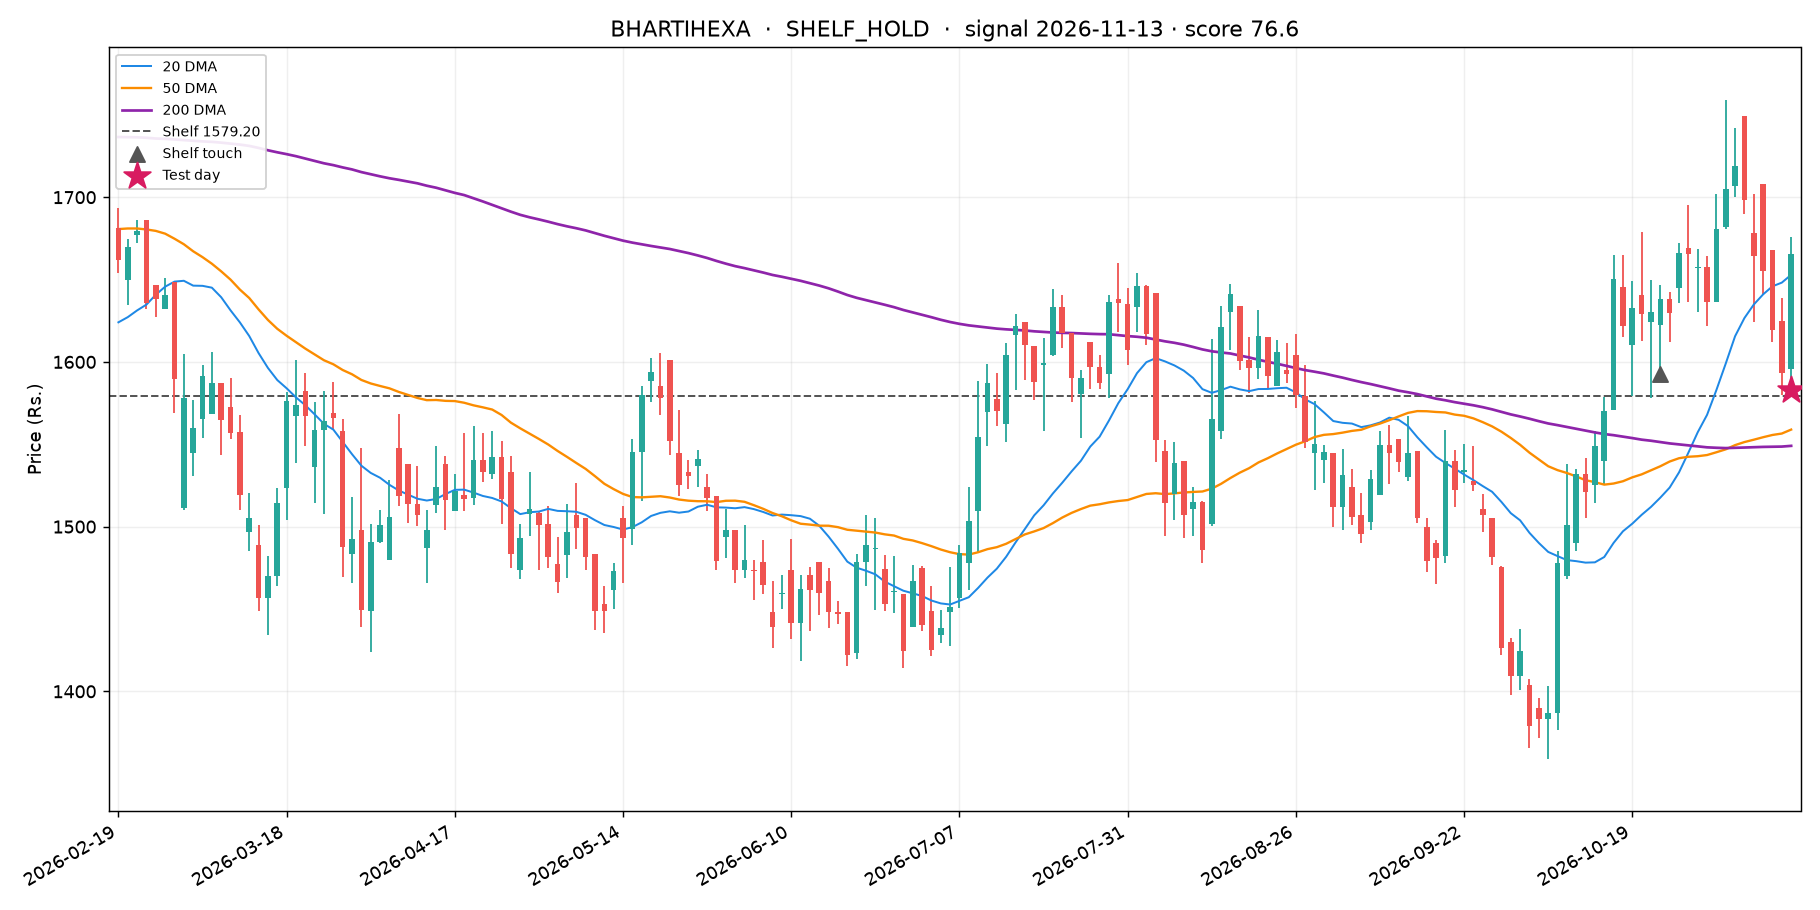 BHARTIHEXA  ·  SHELF_HOLD  ·  signal 2026-11-13 · score 76.6
20 DMA
50 DMA
200 DMA
Shelf 1579.20
Shelf touch
Test day
Price (Rs.)
1700
1600
1500
1400
2026-02-19
2026-03-18
2026-04-17
2026-05-14
2026-06-10
2026-07-07
2026-07-31
2026-08-26
2026-09-22
2026-10-19